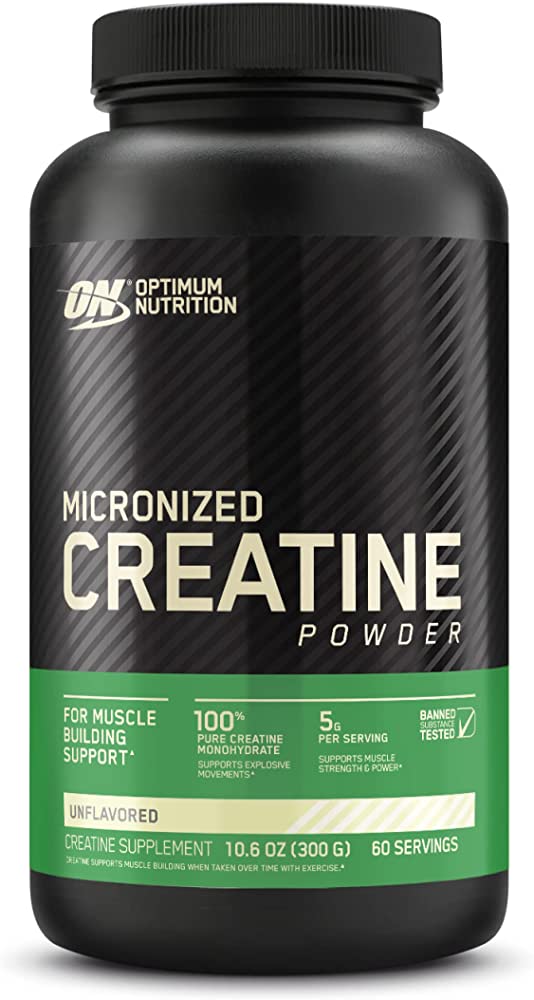 ON® OPTIMUM
NUTRITION
MICRONIZED
CREATINE
POWDER
FOR MUSCLE
BUILDING
SUPPORT▲
100%
PURE CREATINE
MONOHYDRATE
SUPPORTS EXPLOSIVE
MOVEMENTS▲
5G
PER SERVING
SUPPORTS MUSCLE
STRENGTH & POWER▲
BANNED
SUBSTANCE
TESTED
UNFLAVORED
CREATINE SUPPLEMENT 10.6 OZ (300 G) 60 SERVINGS
CREATINE SUPPORTS MUSCLE BUILDING WHEN TAKEN OVER TIME WITH EXERCISE.▲